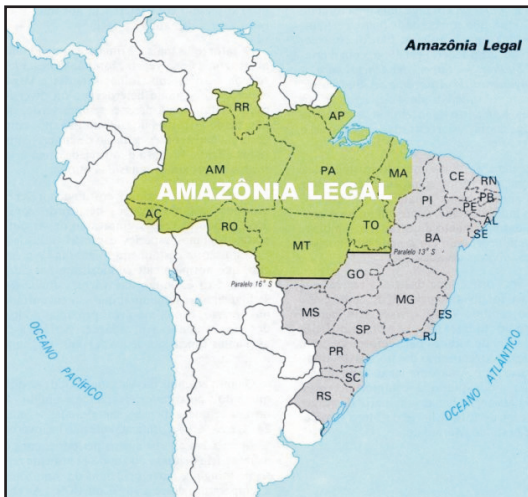 Amazônia Legal
RR
AP
AM
PA
MA
CE
RN
PB
PI
PE
AL
SE
AMAZÔNIA LEGAL
AC
RO
TO
BA
MT
Paralelo 13° S
GO
Paralelo 16° S
MG
MS
ES
SP
RJ
PR
SC
RS
OCEANO PACÍFICO
OCEANO ATLÂNTICO